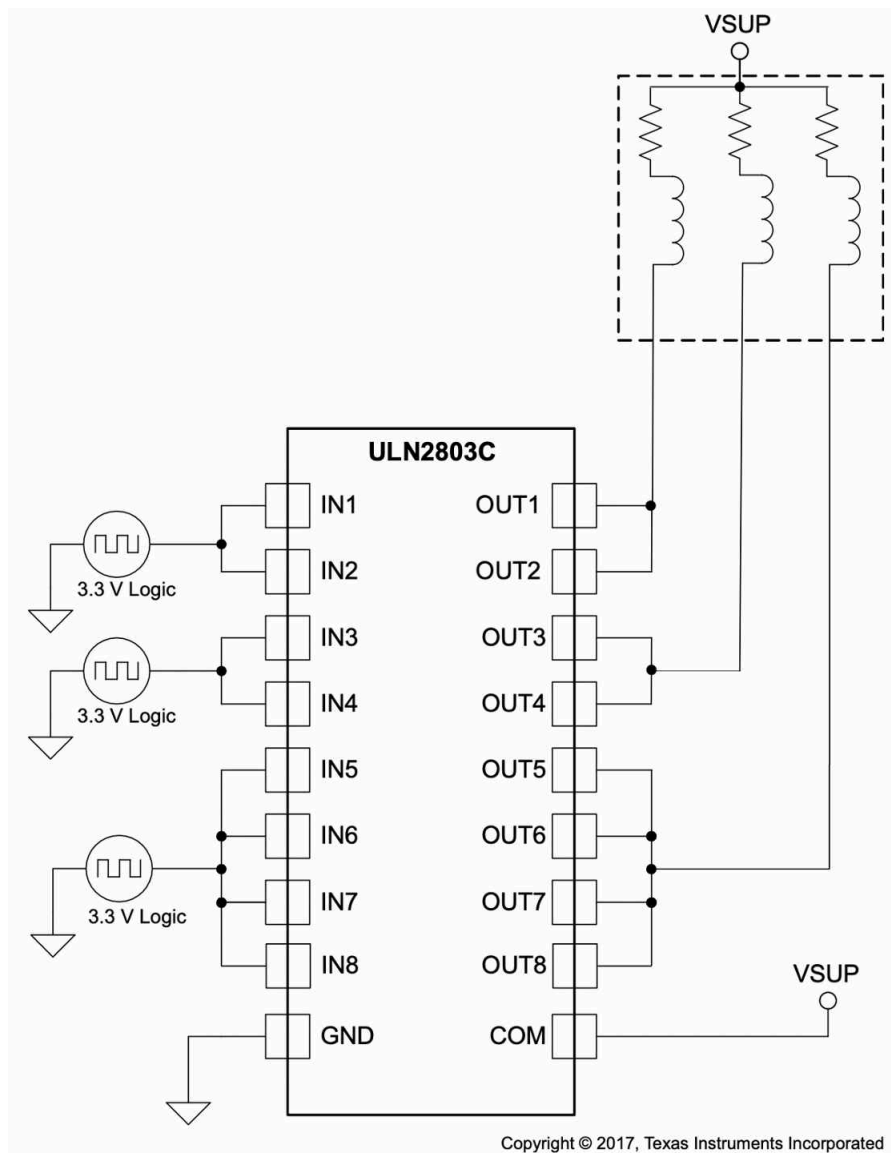 VSUP
ULN2803C
IN1 OUT1
IN2 OUT2
3.3 V Logic
IN3 OUT3
IN4 OUT4
3.3 V Logic
IN5 OUT5
IN6 OUT6
IN7 OUT7
3.3 V Logic
IN8 OUT8
VSUP
GND COM
Copyright © 2017, Texas Instruments Incorporated